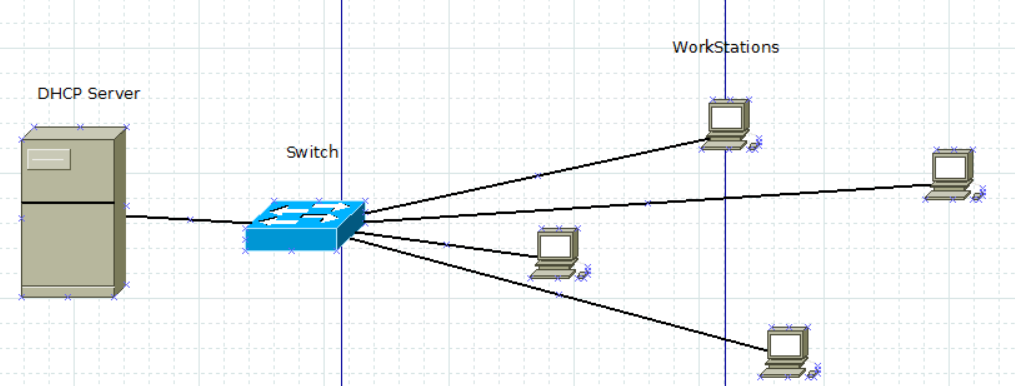 WorkStations
DHCP Server
Switch